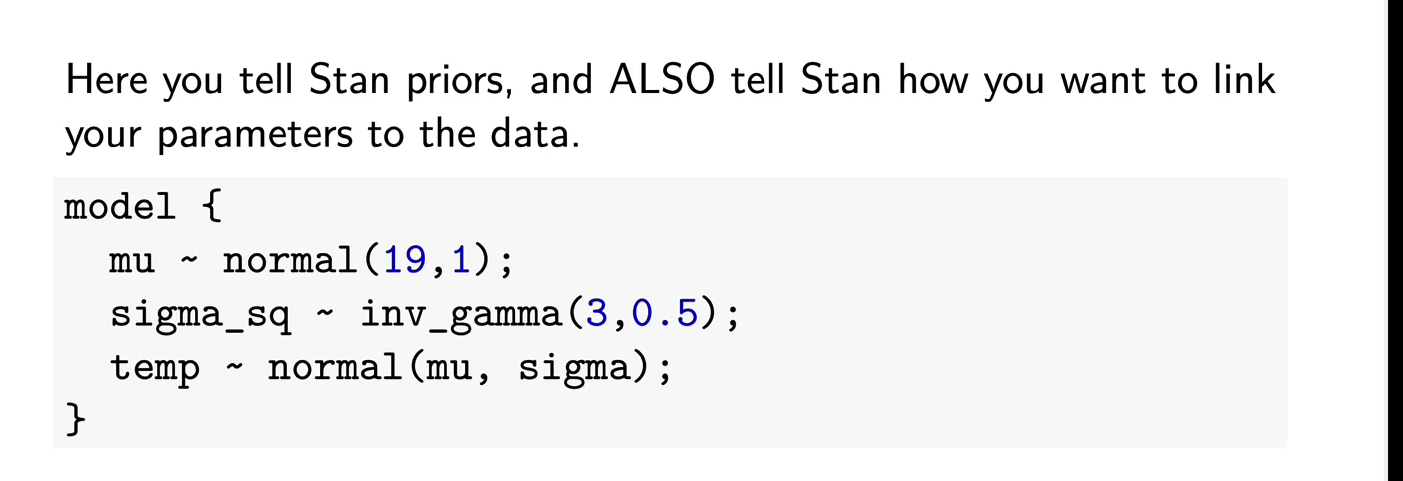 Here you tell Stan priors, and ALSO tell Stan how you want to link
your parameters to the data.
model {
  mu ~ normal(19,1);
  sigma_sq ~ inv_gamma(3,0.5);
  temp ~ normal(mu, sigma);
}